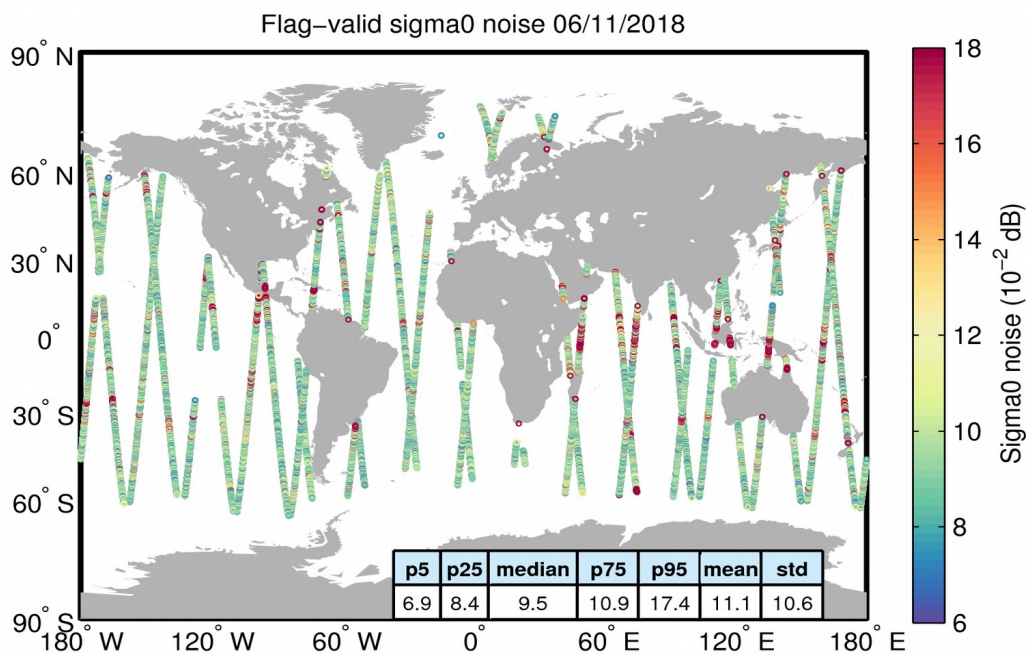 Flag−valid sigma0 noise 06/11/2018
90° N
60° N
30° N
0°
30° S
60° S
90° S
180° W
120° W
60° W
0°
60° E
120° E
180° E
p5 p25 median p75 p95 mean std
6.9 8.4 9.5 10.9 17.4 11.1 10.6
18
16
14
12
10
8
6
Sigma0 noise (10⁻² dB)